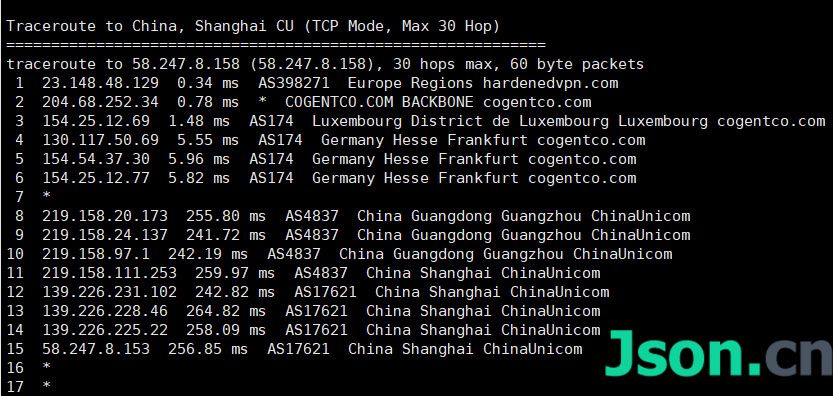 Traceroute to China, Shanghai CU (TCP Mode, Max 30 Hop)
============================================================
traceroute to 58.247.8.158 (58.247.8.158), 30 hops max, 60 byte packets
1  23.148.48.129  0.34 ms  AS398271  Europe Regions hardenedvpn.com
2  204.68.252.34  0.78 ms  *  COGENTCO.COM BACKBONE cogentco.com
3  154.25.12.69  1.48 ms  AS174  Luxembourg District de Luxembourg Luxembourg cogentco.com
4  130.117.50.69  5.55 ms  AS174  Germany Hesse Frankfurt cogentco.com
5  154.54.37.30  5.96 ms  AS174  Germany Hesse Frankfurt cogentco.com
6  154.25.12.77  5.82 ms  AS174  Germany Hesse Frankfurt cogentco.com
7  *
8  219.158.20.173  255.80 ms  AS4837  China Guangdong Guangzhou ChinaUnicom
9  219.158.24.137  241.72 ms  AS4837  China Guangdong Guangzhou ChinaUnicom
10  219.158.97.1  242.19 ms  AS4837  China Guangdong Guangzhou ChinaUnicom
11  219.158.111.253  259.97 ms  AS4837  China Shanghai ChinaUnicom
12  139.226.231.102  242.82 ms  AS17621  China Shanghai ChinaUnicom
13  139.226.228.46  264.82 ms  AS17621  China Shanghai ChinaUnicom
14  139.226.225.22  258.09 ms  AS17621  China Shanghai ChinaUnicom
15  58.247.8.153  256.85 ms  AS17621  China Shanghai ChinaUnicom
16  *
17  *
Json.cn